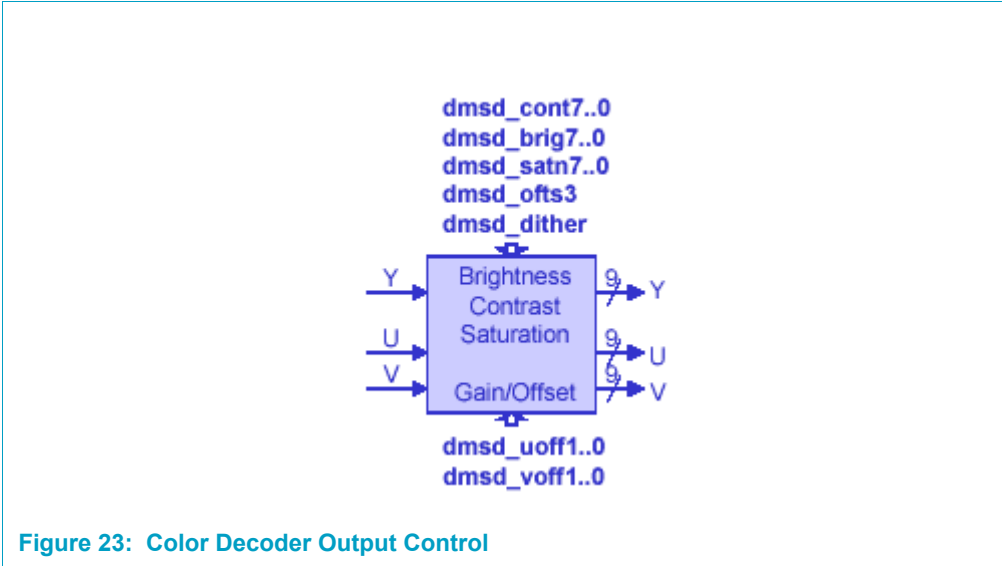 dmsd_cont7..0
dmsd_brig7..0
dmsd_satn7..0
dmsd_ofts3
dmsd_dither
Y Brightness 9 Y
Contrast
U Saturation 9 U
V Gain/Offset 9 V
dmsd_uoff1..0
dmsd_voff1..0
Figure 23: Color Decoder Output Control